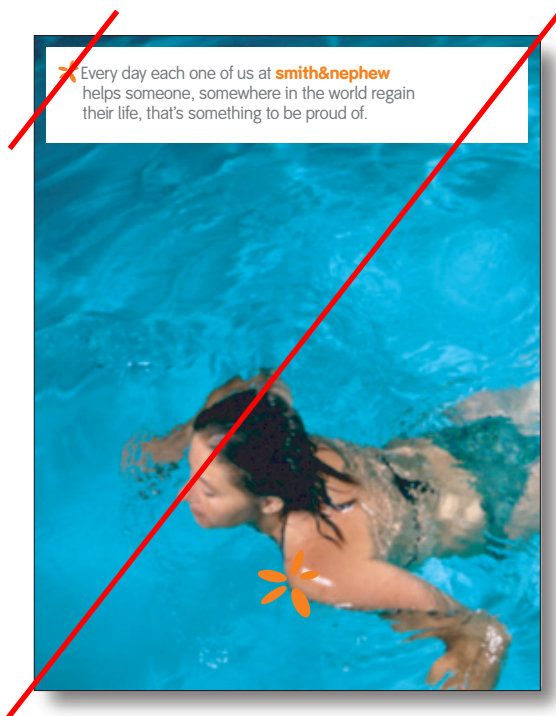 Every day each one of us at smith&nephew
helps someone, somewhere in the world regain
their life, that's something to be proud of.